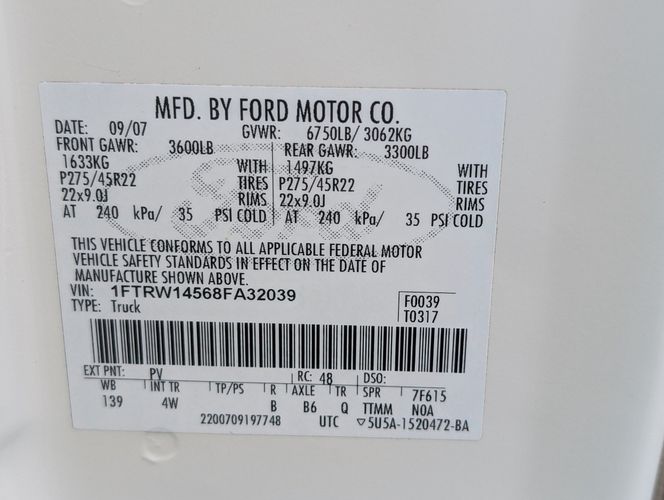 MFD. BY FORD MOTOR CO.
DATE: 09/07 GVWR: 6750LB/ 3062KG
FRONT GAWR: 3600LB REAR GAWR: 3300LB
1633KG WITH 1497KG WITH
P275/45R22 TIRES P275/45R22 TIRES
22x9.0J RIMS 22x9.0J RIMS
AT 240 kPa/ 35 PSI COLD AT 240 kPa/ 35 PSI COLD
Ford
THIS VEHICLE CONFORMS TO ALL APPLICABLE FEDERAL MOTOR
VEHICLE SAFETY STANDARDS IN EFFECT ON THE DATE OF
MANUFACTURE SHOWN ABOVE.
VIN: 1FTRW14568FA32039 F0039
TYPE: Truck T0317
EXT PNT: PV RC: 48 DSO:
WB INT TR TP/PS R AXLE TR SPR 7F615
139 4W B B6 Q TTMM NOA
2200709197748 UTC ▽5U5A-1520472-BA